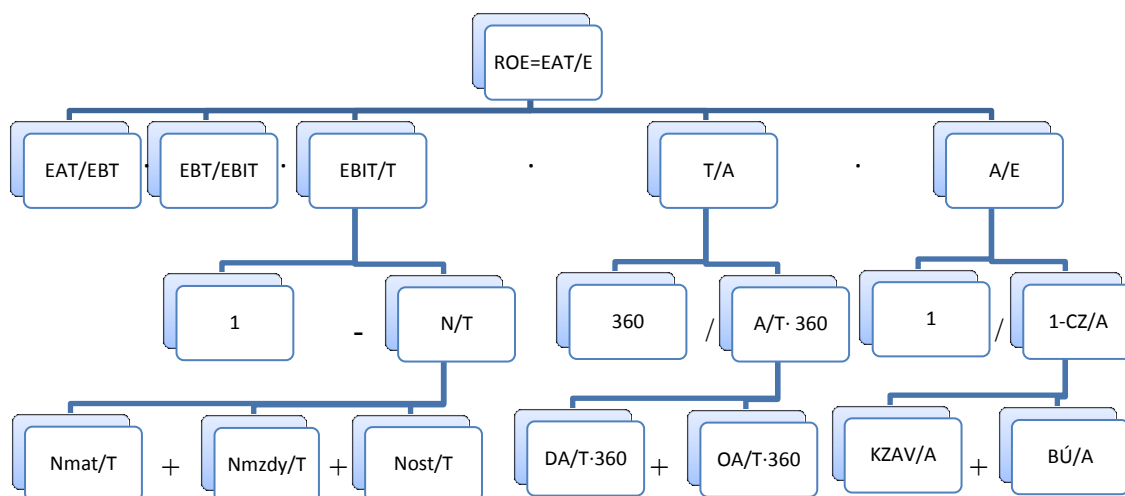 ROE=EAT/E
EAT/EBT · EBT/EBIT · EBIT/T · T/A · A/E
1 - N/T 360 / A/T· 360 1 / 1-CZ/A
Nmat/T + Nmzdy/T + Nost/T DA/T·360 + OA/T·360 KZAV/A + BÚ/A